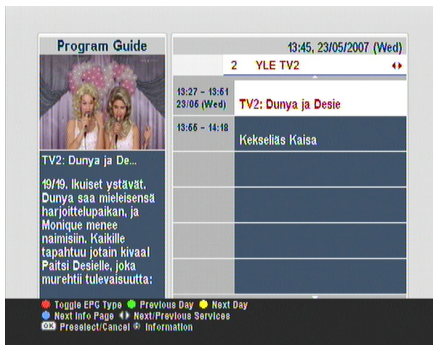 Program Guide
13:45, 23/05/2007 (Wed)
2 YLE TV2
13:27 - 13:51
23/05 (Wed)
TV2: Dunya ja Desie
13:55 - 14:18
Kekseliäs Kaisa
TV2: Dunya ja De...
19/19. Ikuiset ystävät.
Dunya saa mieleisensä
harjoittelupaikan, ja
Monique menee
naimisiin. Kaikille
tapahtuu jotain kivaa!
Paitsi Desielle, joka
murehtii tulevaisuutta:
Toggle EPG Type Previous Day Next Day
Next Info Page Next/Previous Services
OK Preselect/Cancel Information